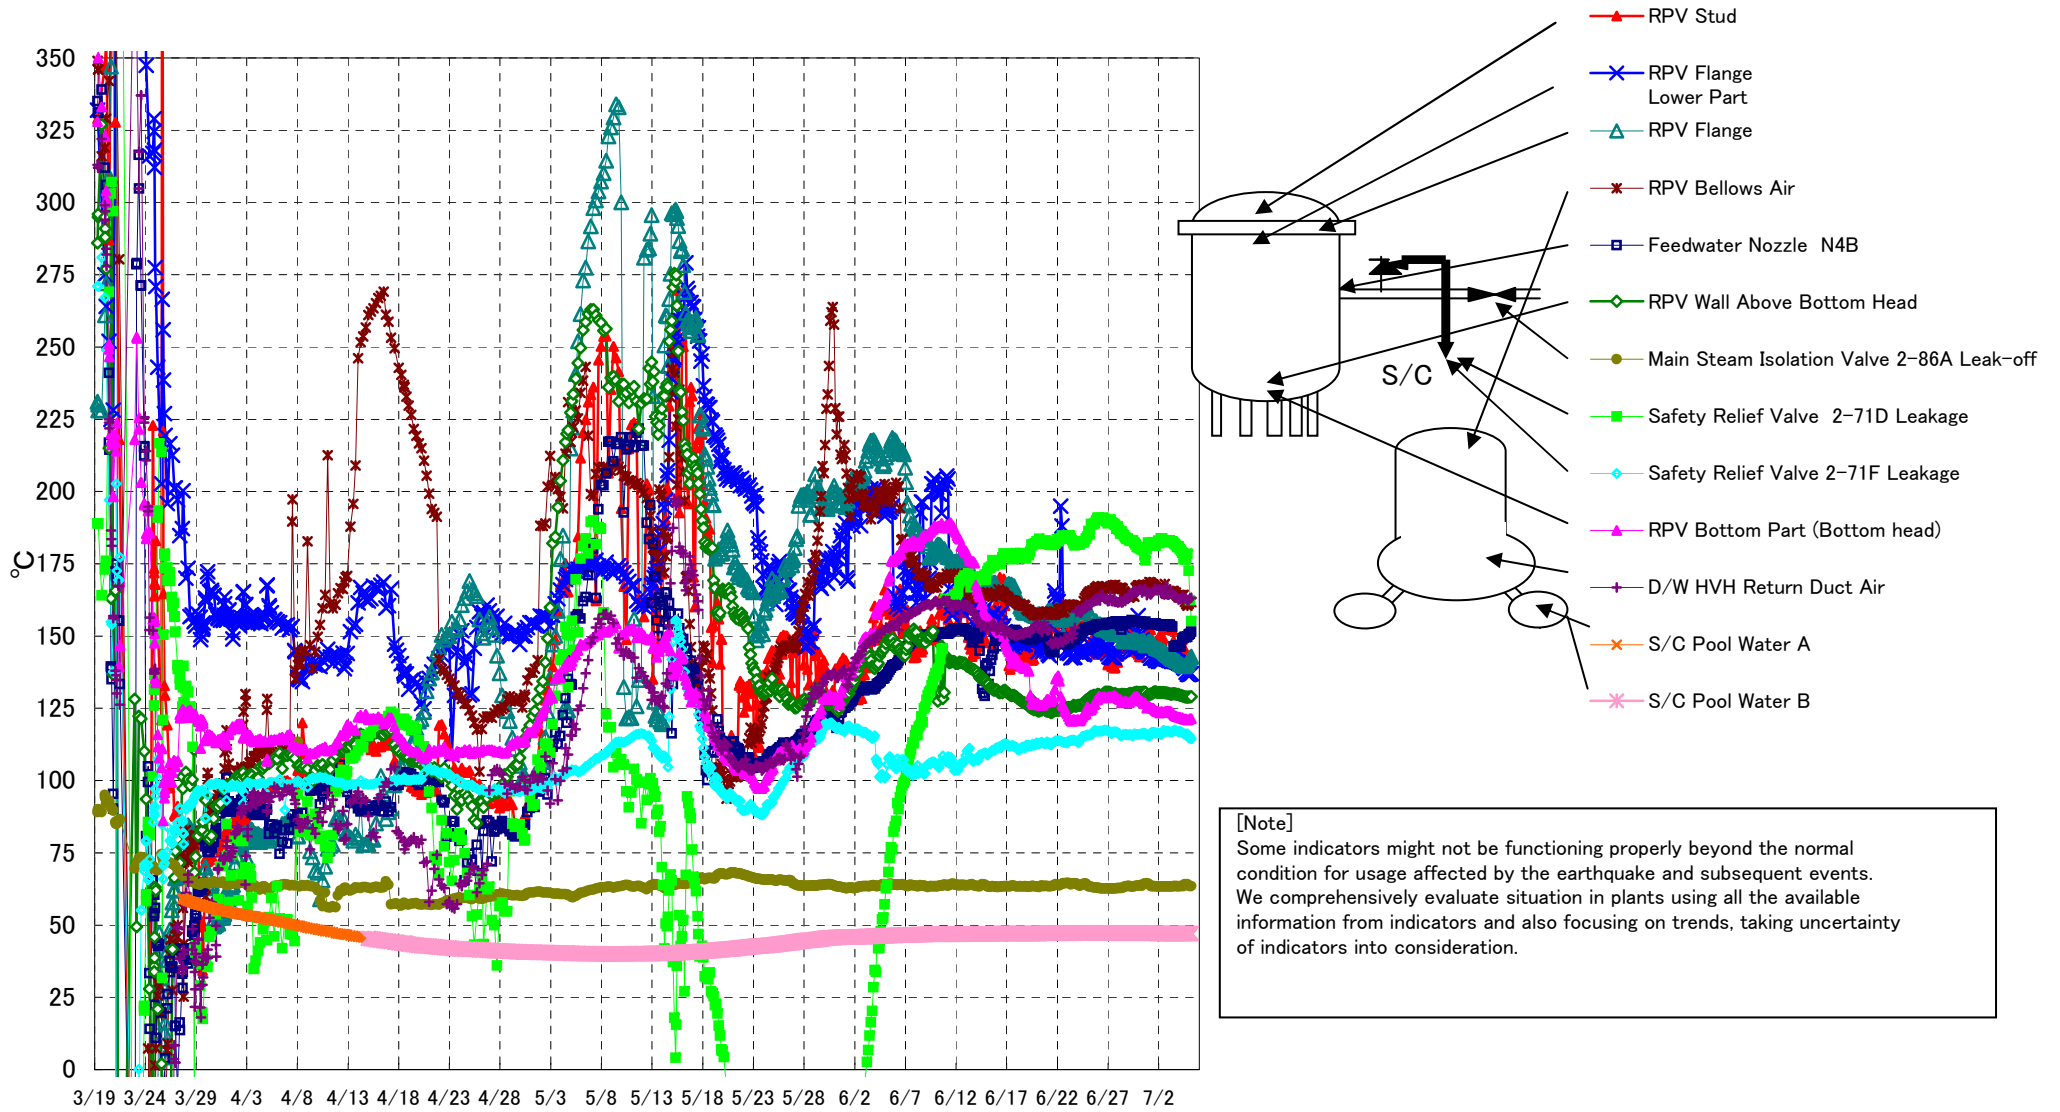 350
325
300
275
250
225
200
175
150
125
100
75
50
25
0
℃
3/19 3/24 3/29 4/3 4/8 4/13 4/18 4/23 4/28 5/3 5/8 5/13 5/18 5/23 5/28 6/2 6/7 6/12 6/17 6/22 6/27 7/2
S/C
RPV Stud
RPV Flange
Lower Part
RPV Flange
RPV Bellows Air
Feedwater Nozzle N4B
RPV Wall Above Bottom Head
Main Steam Isolation Valve 2-86A Leak-off
Safety Relief Valve 2-71D Leakage
Safety Relief Valve 2-71F Leakage
RPV Bottom Part (Bottom head)
D/W HVH Return Duct Air
S/C Pool Water A
S/C Pool Water B
[Note]
Some indicators might not be functioning properly beyond the normal
condition for usage affected by the earthquake and subsequent events.
We comprehensively evaluate situation in plants using all the available
information from indicators and also focusing on trends, taking uncertainty
of indicators into consideration.